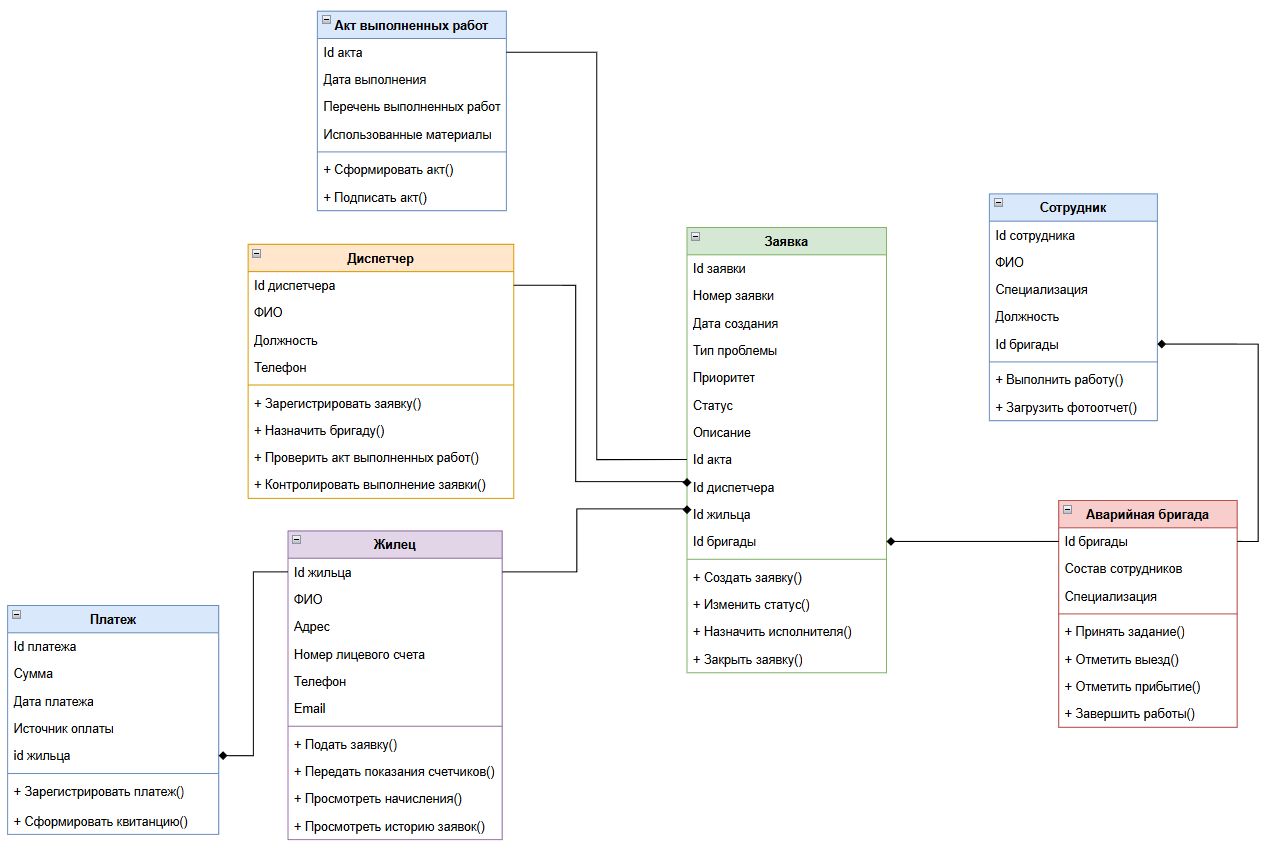 Акт выполненных работ
Id акта
Дата выполнения
Перечень выполненных работ
Использованные материалы
+ Сформировать акт()
+ Подписать акт()
Диспетчер
Id диспетчера
ФИО
Должность
Телефон
+ Зарегистрировать заявку()
+ Назначить бригаду()
+ Проверить акт выполненных работ()
+ Контролировать выполнение заявки()
Жилец
Id жильца
ФИО
Адрес
Номер лицевого счета
Телефон
Email
+ Подать заявку()
+ Передать показания счетчиков()
+ Просмотреть начисления()
+ Просмотреть историю заявок()
Платеж
Id платежа
Сумма
Дата платежа
Источник оплаты
id жильца
+ Зарегистрировать платеж()
+ Сформировать квитанцию()
Заявка
Id заявки
Номер заявки
Дата создания
Тип проблемы
Приоритет
Статус
Описание
Id акта
Id диспетчера
Id жильца
Id бригады
+ Создать заявку()
+ Изменить статус()
+ Назначить исполнителя()
+ Закрыть заявку()
Сотрудник
Id сотрудника
ФИО
Специализация
Должность
Id бригады
+ Выполнить работу()
+ Загрузить фотоотчет()
Аварийная бригада
Id бригады
Состав сотрудников
Специализация
+ Принять задание()
+ Отметить выезд()
+ Отметить прибытие()
+ Завершить работы()